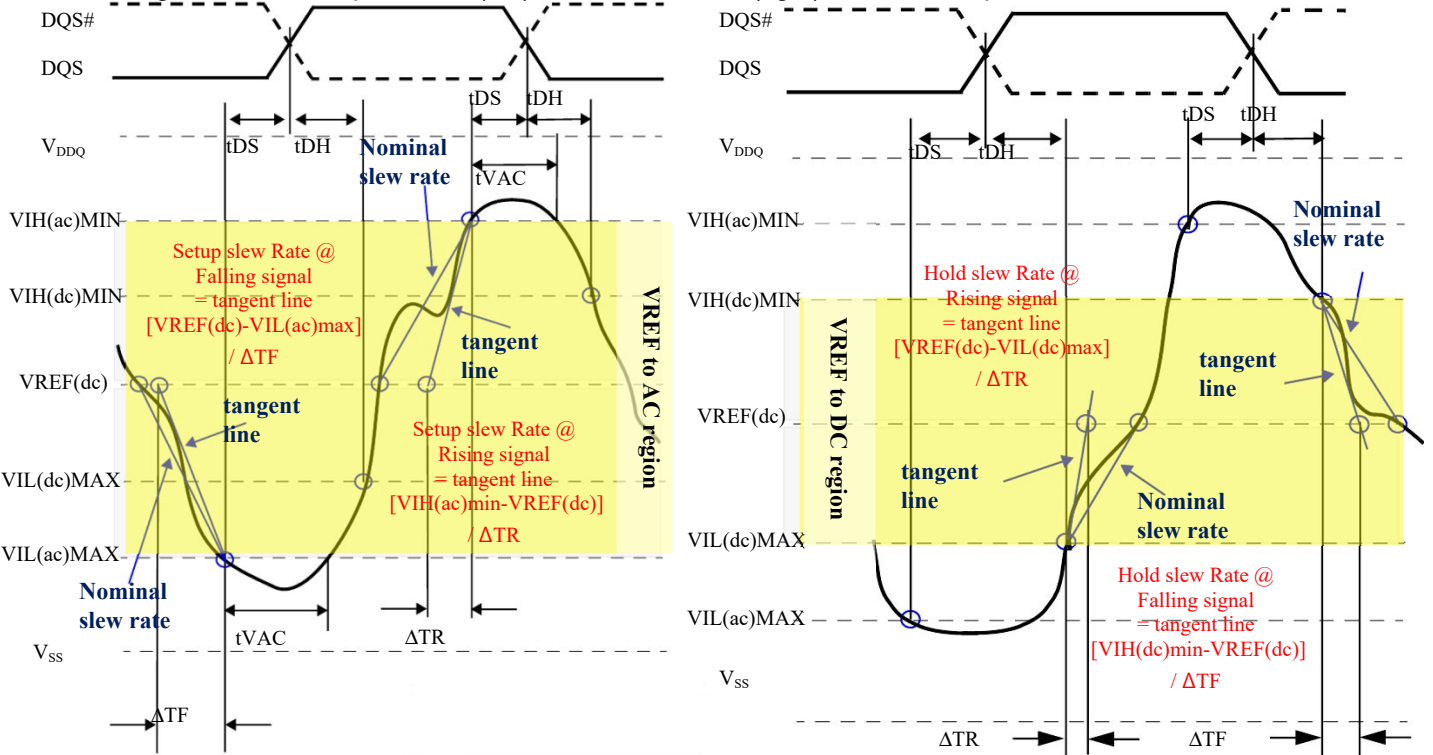 DQS#
DQS
tDS
tDH
tDS
tDH
V_DDQ
Nominal
slew rate
tVAC
VIH(ac)MIN
Setup slew Rate @
Falling signal
= tangent line
[VREF(dc)-VIL(ac)max]
/ ΔTF
VIH(dc)MIN
tangent
line
VREF(dc)
tangent
line
VREF to AC region
Setup slew Rate @
Rising signal
= tangent line
[VIH(ac)min-VREF(dc)]
/ ΔTR
VIL(dc)MAX
VIL(ac)MAX
Nominal
slew rate
tVAC
ΔTR
V_SS
ΔTF
DQS#
DQS
tDS
tDH
tDS
tDH
V_DDQ
VIH(ac)MIN
Nominal
slew rate
Hold slew Rate @
Rising signal
= tangent line
[VREF(dc)-VIL(dc)max]
/ ΔTR
VIH(dc)MIN
VREF to DC region
tangent
line
VREF(dc)
tangent
line
Nominal
slew rate
VIL(dc)MAX
Hold slew Rate @
Falling signal
= tangent line
[VIH(dc)min-VREF(dc)]
/ ΔTF
VIL(ac)MAX
V_SS
ΔTR
ΔTF